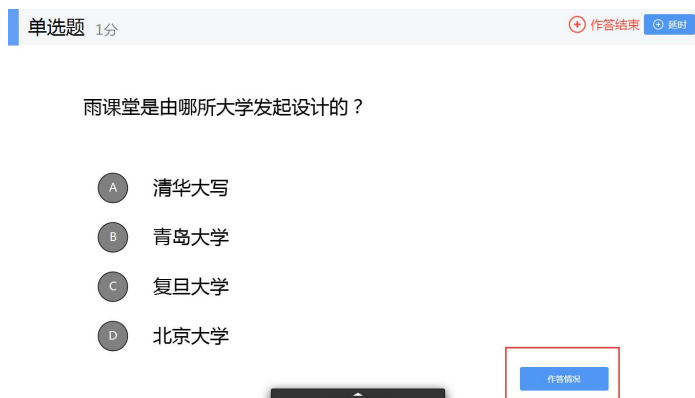 单选题 1分 作答结束 延时
雨课堂是由哪所大学发起设计的？
A 清华大写
B 青岛大学
C 复旦大学
D 北京大学
作答情况